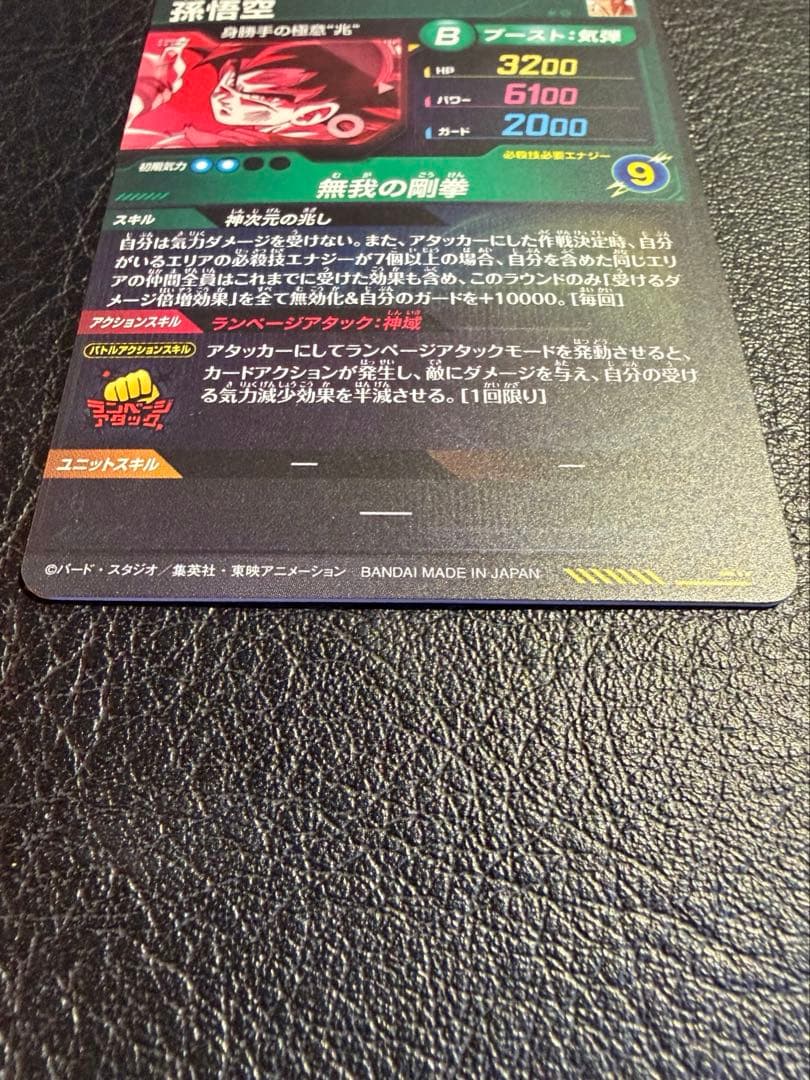 孫悟空
身勝手の極意"兆"
B ブースト:気弾
HP 3200
パワー 6100
ガード 2000
初期気力
必殺技必要エナジー 9
無我の剛拳
スキル 神次元の兆し
自分は気力ダメージを受けない。また、アタッカーにした作戦決定時、自分
がいるエリアの必殺技エナジーが7個以上の場合、自分を含めた同じエリ
アの仲間全員はこれまでに受けた効果も含め、このラウンドのみ「受けるダ
メージ倍増効果」を全て無効化&自分のガードを+10000。[毎回]
アクションスキル ランページアタック:神域
バトルアクションスキル アタッカーにしてランページアタックモードを発動させると、
カードアクションが発生し、敵にダメージを与え、自分の受け
る気力減少効果を半減させる。[1回限り]
ランページ
アタック
ユニットスキル — —
—
©バード・スタジオ/集英社・東映アニメーション BANDAI MADE IN JAPAN